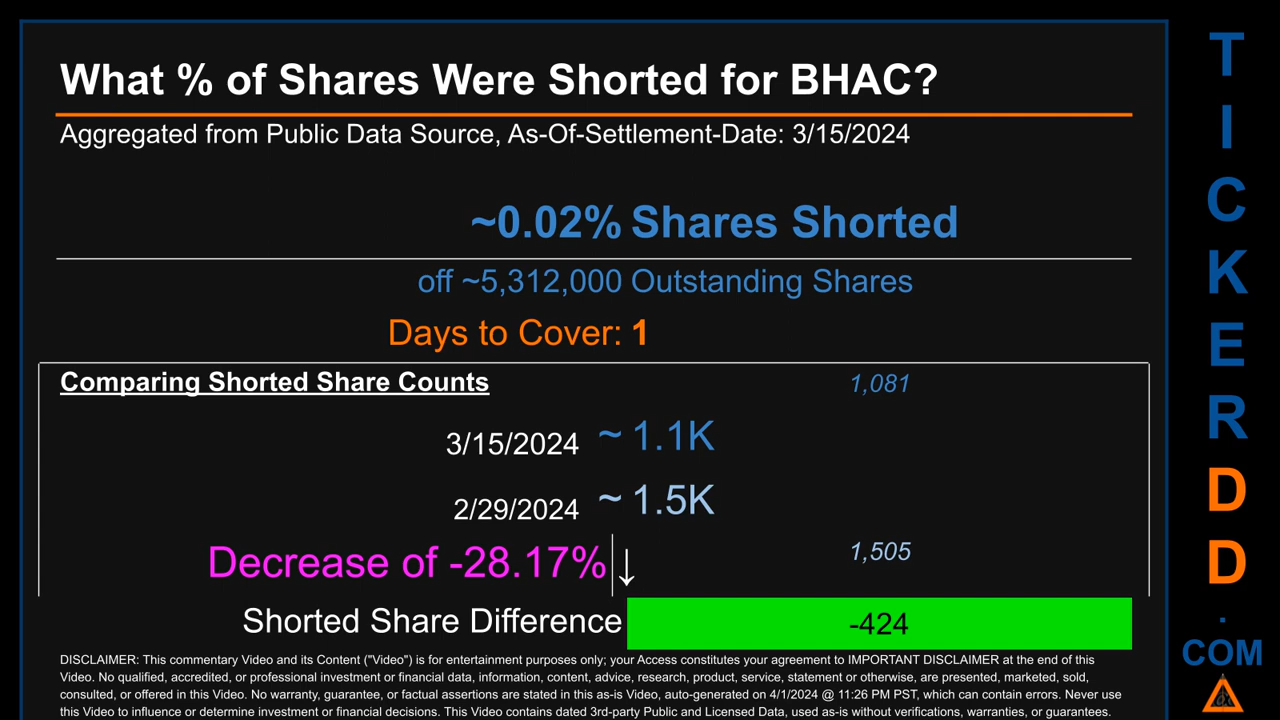 What % of Shares Were Shorted for BHAC?
Aggregated from Public Data Source, As-Of-Settlement-Date: 3/15/2024
~0.02% Shares Shorted
off ~5,312,000 Outstanding Shares
Days to Cover: 1
Comparing Shorted Share Counts
1,081
3/15/2024 ~ 1.1K
2/29/2024 ~ 1.5K
1,505
Decrease of -28.17% ↓
Shorted Share Difference -424
DISCLAIMER: This commentary Video and its Content ("Video") is for entertainment purposes only; your Access constitutes your agreement to IMPORTANT DISCLAIMER at the end of this
Video. No qualified, accredited, or professional investment or financial data, information, content, advice, research, product, service, statement or otherwise, are presented, marketed, sold,
consulted, or offered in this Video. No warranty, guarantee, or factual assertions are stated in this as-is Video, auto-generated on 4/1/2024 @ 11:26 PM PST, which can contain errors. Never use
this Video to influence or determine investment or financial decisions. This Video contains dated 3rd-party Public and Licensed Data, used as-is without verifications, warranties, or guarantees.
T
I
C
K
E
R
D
D
.
COM